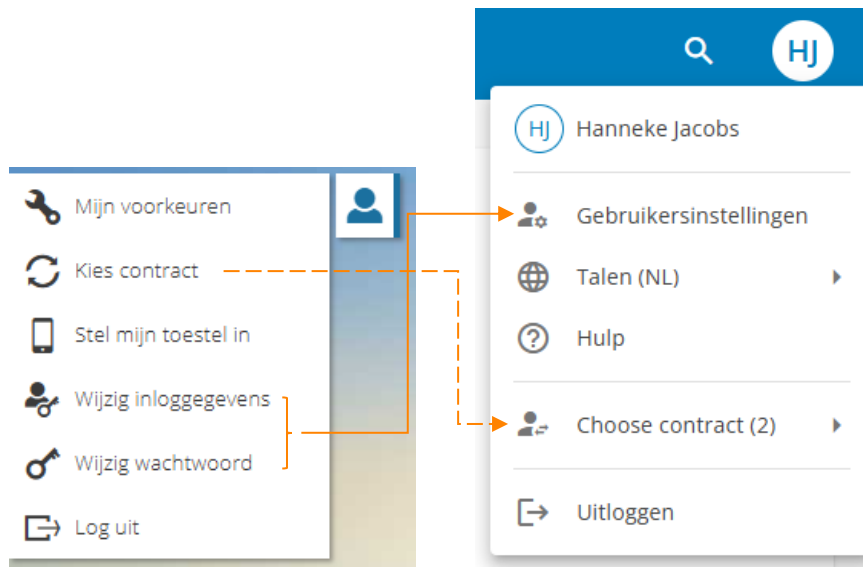 Mijn voorkeuren
Kies contract
Stel mijn toestel in
Wijzig inloggegevens
Wijzig wachtwoord
Log uit
HJ
HJ Hanneke Jacobs
Gebruikersinstellingen
Talen (NL)
Hulp
Choose contract (2)
Uitloggen